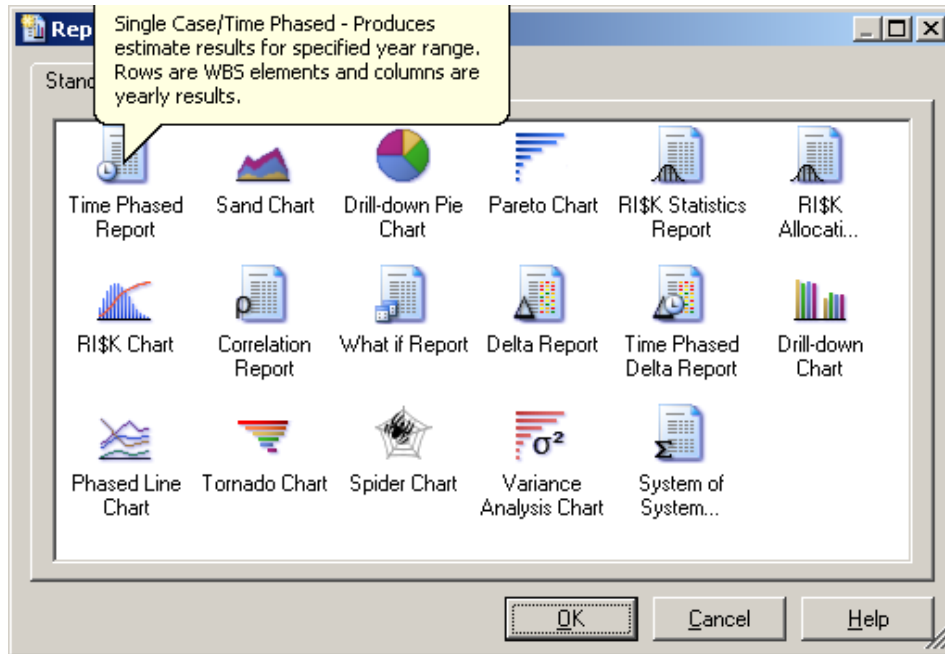 Rep
Single Case/Time Phased - Produces
estimate results for specified year range.
Rows are WBS elements and columns are
yearly results.
Stand
Time Phased
Report
Sand Chart
Drill-down Pie
Chart
Pareto Chart
RI$K Statistics
Report
RI$K
Allocati...
RI$K Chart
ρ
Correlation
Report
What if Report
Delta Report
Time Phased
Delta Report
Drill-down
Chart
Phased Line
Chart
Tornado Chart
Spider Chart
σ²
Variance
Analysis Chart
Σ
System of
System...
OK
Cancel
Help